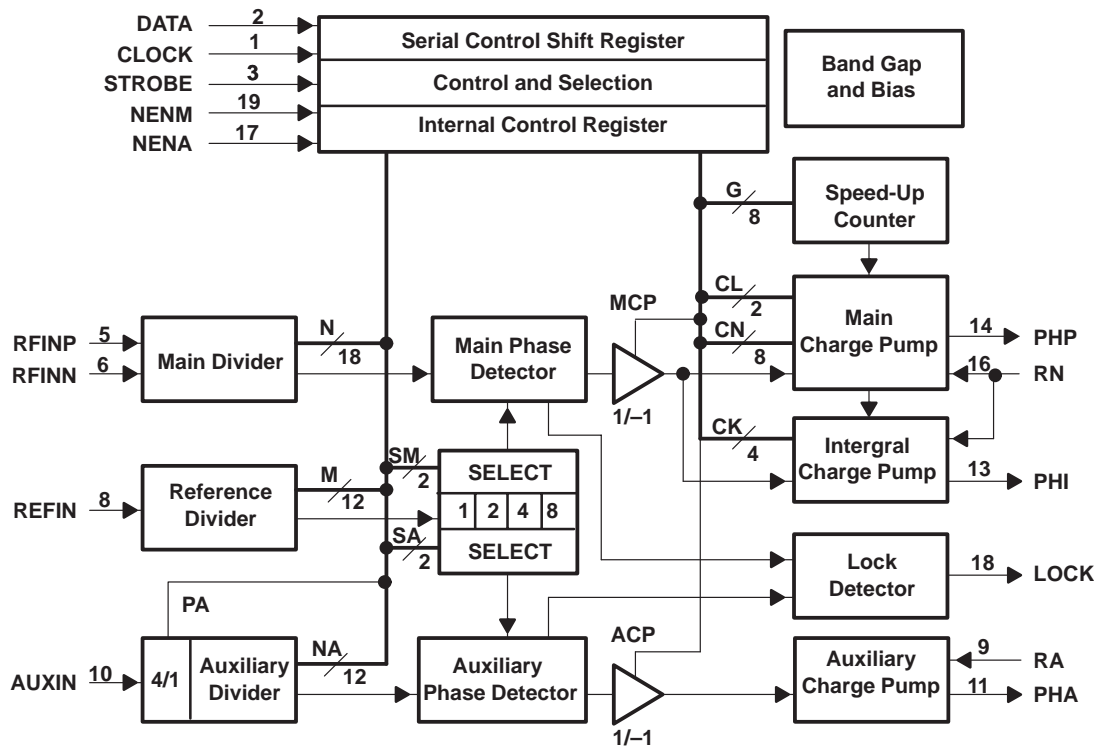 DATA 2
CLOCK 1
STROBE 3
NENM 19
NENA 17
Serial Control Shift Register
Control and Selection
Internal Control Register
Band Gap
and Bias
G
8
Speed-Up
Counter
CL
2
CN
8
Main
Charge Pump
14 PHP
16 RN
MCP
1/–1
RFINP 5
RFINN 6
Main Divider
N
18
Main Phase
Detector
CK
4
Intergral
Charge Pump
13 PHI
REFIN 8
Reference
Divider
M
12
SM
2
SELECT
1 2 4 8
SA
2
SELECT
Lock
Detector
18 LOCK
PA
AUXIN 10
4/1
Auxiliary
Divider
NA
12
Auxiliary
Phase Detector
ACP
1/–1
Auxiliary
Charge Pump
9 RA
11 PHA